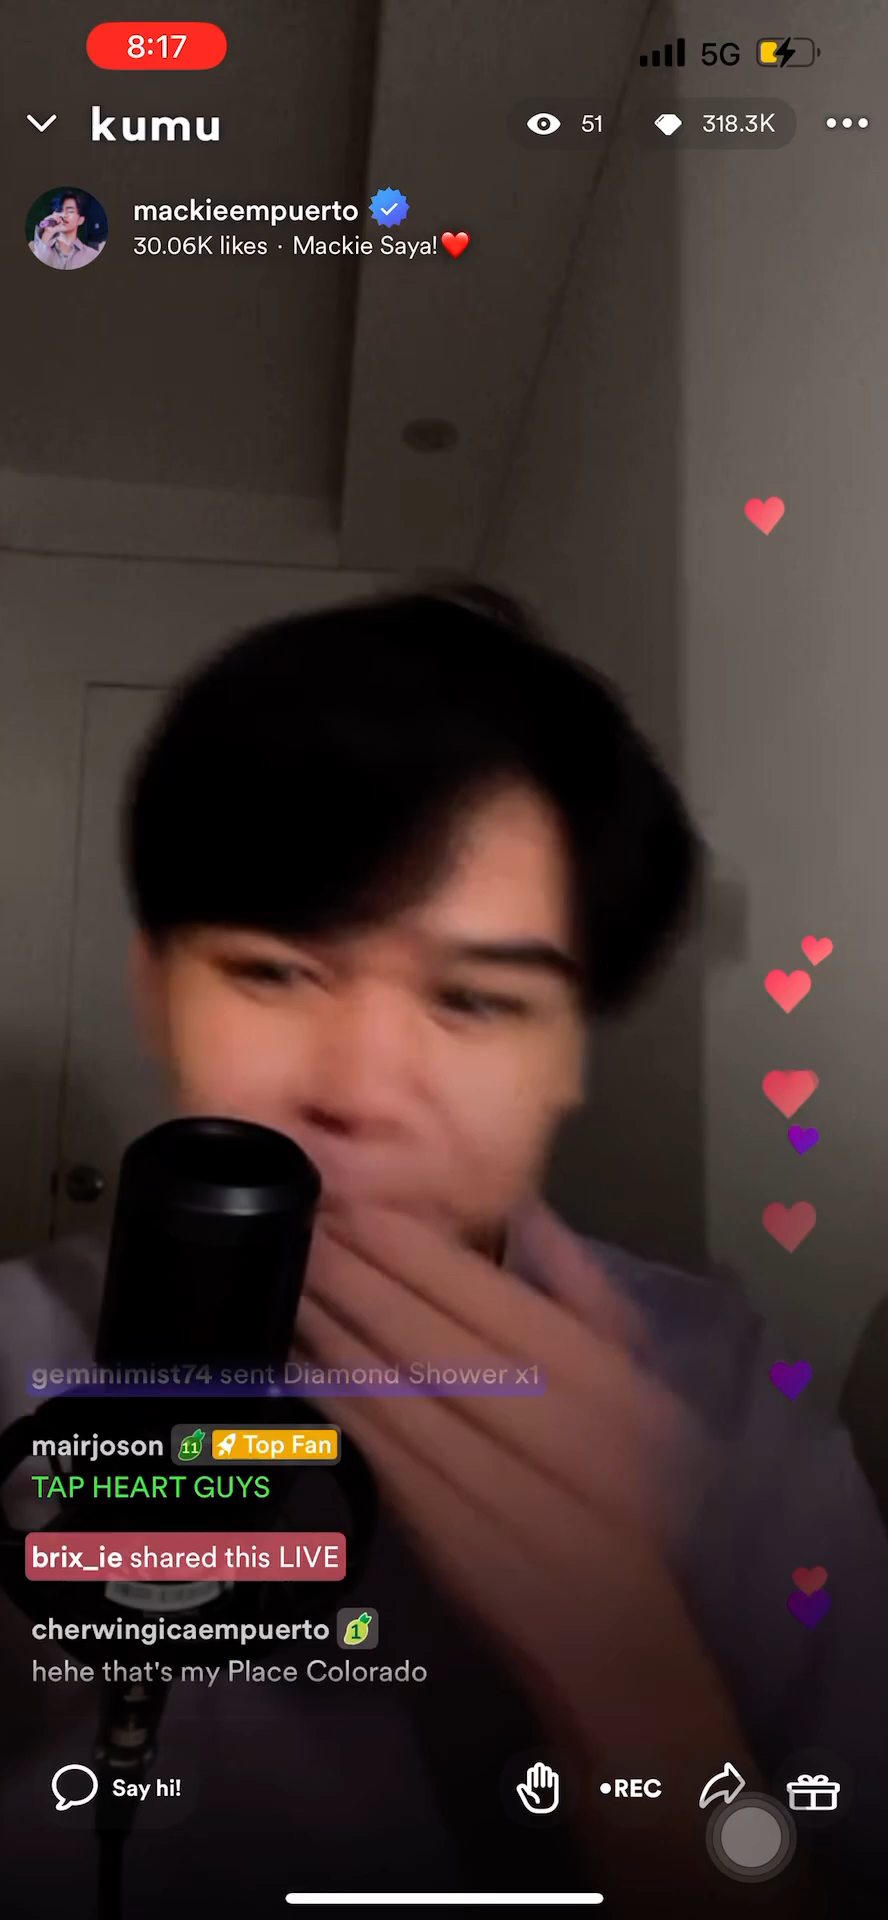 8:17
5G
kumu
51
318.3K
mackieempuerto
30.06K likes · Mackie Saya!❤️
geminimist74 sent Diamond Shower x1
mairjoson 11 Top Fan
TAP HEART GUYS
brix_ie shared this LIVE
cherwingicaempuerto 1
hehe that's my Place Colorado
Say hi!
•REC